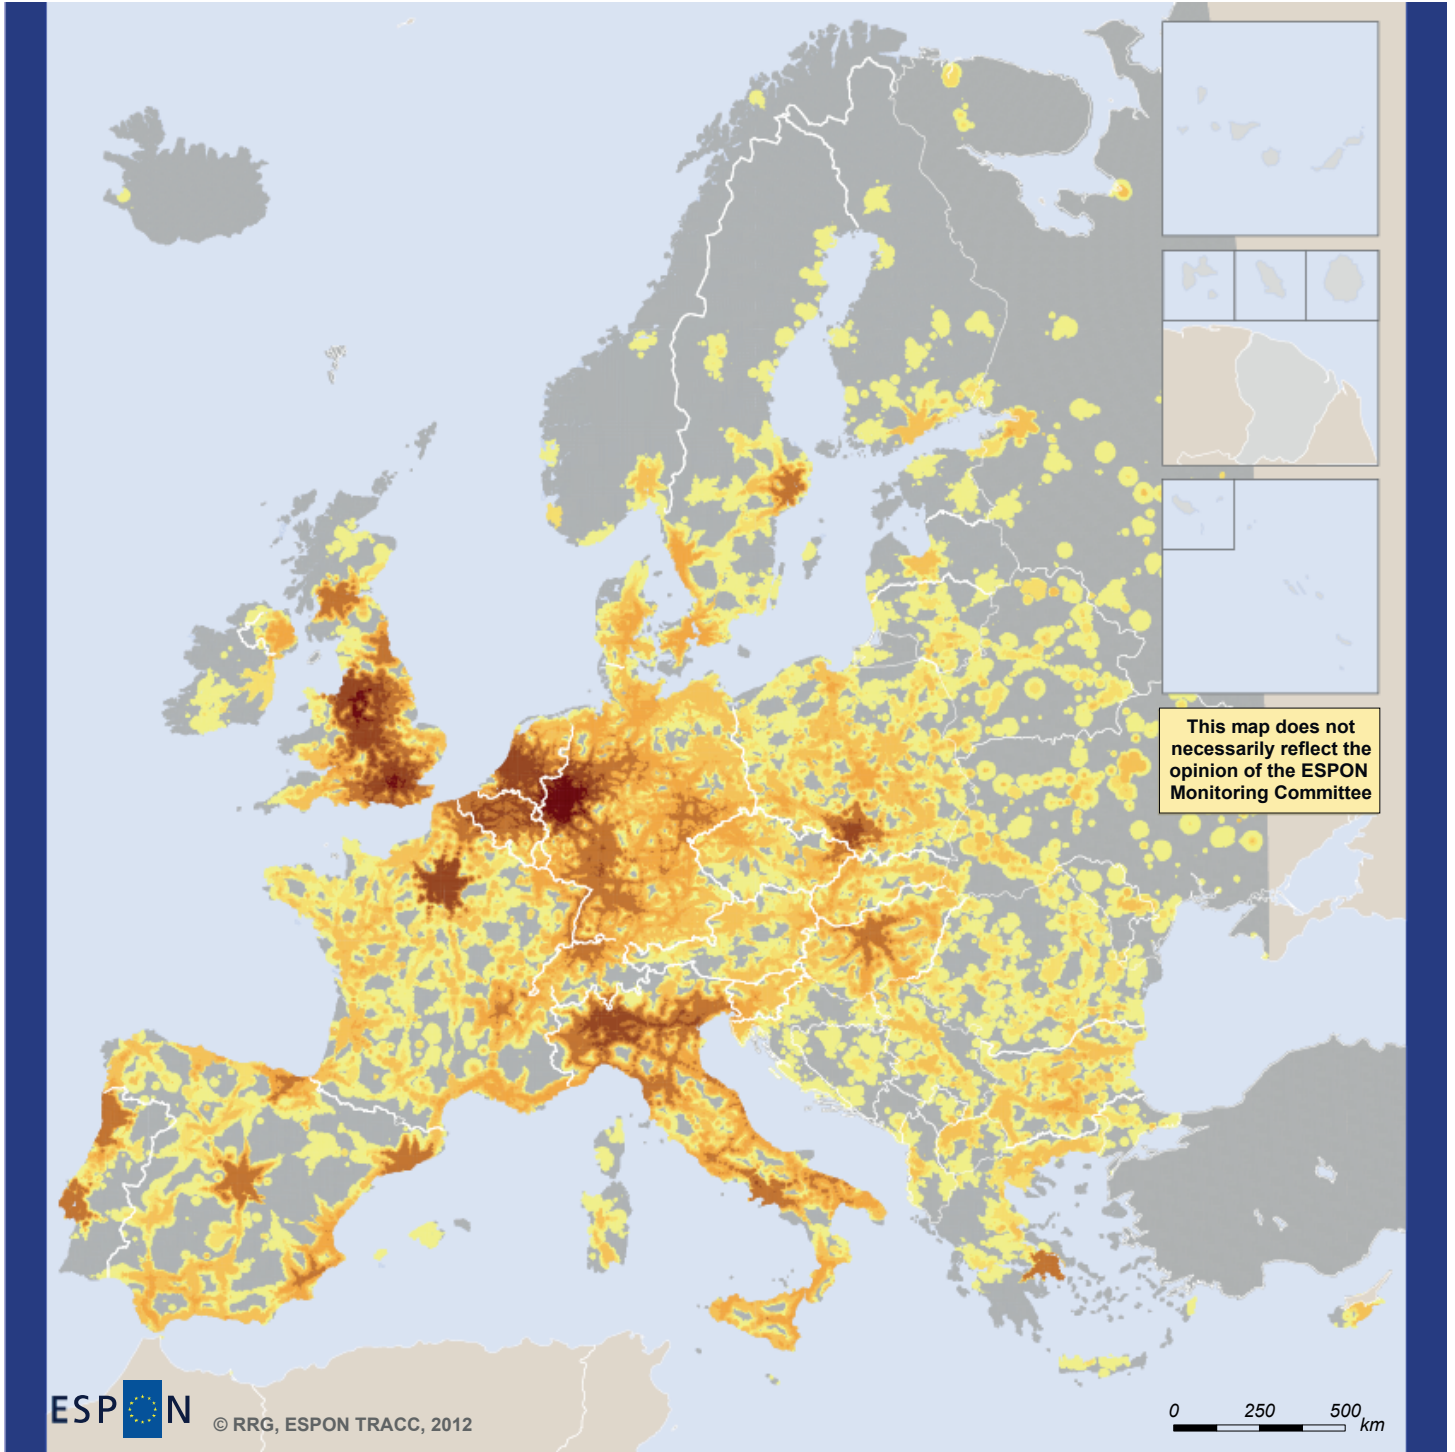 This map does not
necessarily reflect the
opinion of the ESPON
Monitoring Committee
ESPON
© RRG, ESPON TRACC, 2012
0 250 500
km